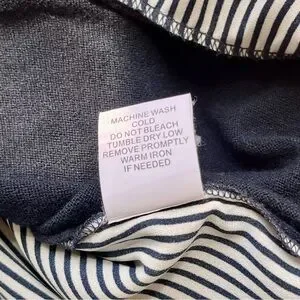 MACHINE WASH
COLD
DO NOT BLEACH
TUMBLE DRY LOW
REMOVE PROMPTLY
WARM IRON
IF NEEDED